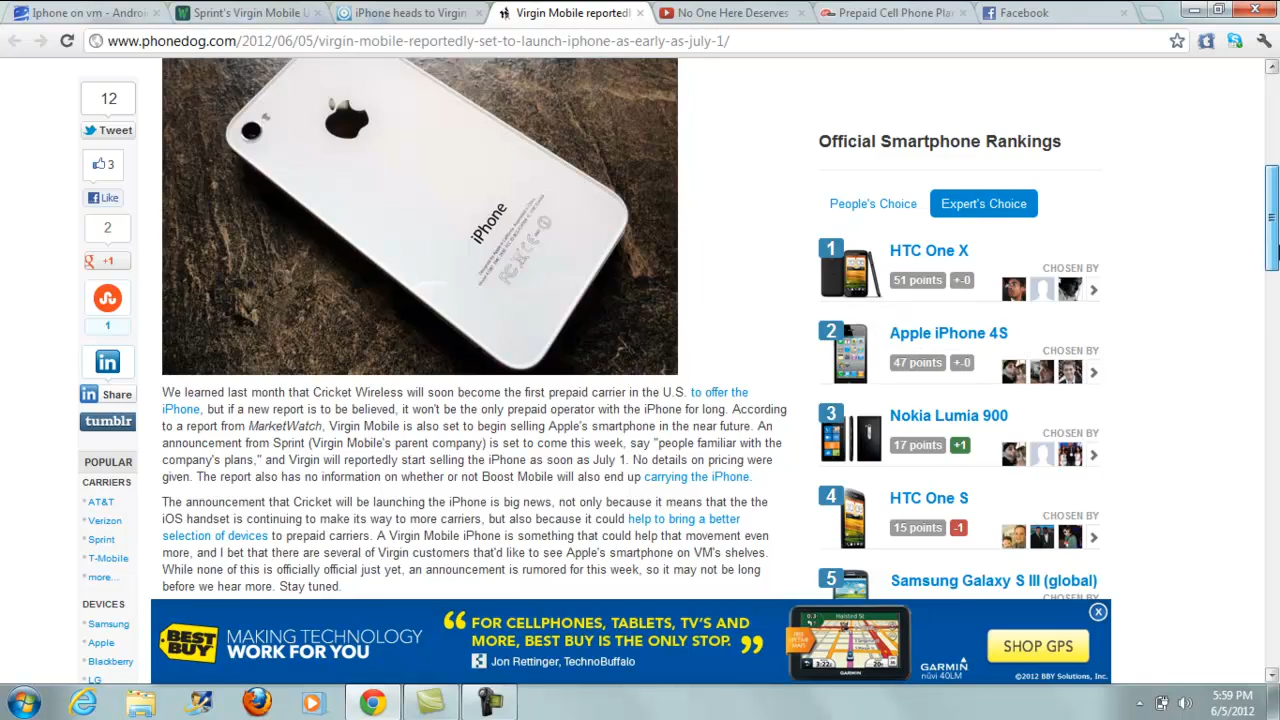 Iphone on vm - Androi
Sprint's Virgin Mobile U
iPhone heads to Virgin
Virgin Mobile reportedl
No One Here Deserves
Prepaid Cell Phone Pla
Facebook
www.phonedog.com/2012/06/05/virgin-mobile-reportedly-set-to-launch-iphone-as-early-as-july-1/
12
Tweet
3
Like
2
+1
1
Share
tumblr
POPULAR
CARRIERS
AT&T
Verizon
Sprint
T-Mobile
more...
DEVICES
Samsung
Apple
Blackberry
LG
iPhone
We learned last month that Cricket Wireless will soon become the first prepaid carrier in the U.S. to offer the
iPhone, but if a new report is to be believed, it won't be the only prepaid operator with the iPhone for long. According
to a report from MarketWatch, Virgin Mobile is also set to begin selling Apple's smartphone in the near future. An
announcement from Sprint (Virgin Mobile's parent company) is set to come this week, say "people familiar with the
company's plans," and Virgin will reportedly start selling the iPhone as soon as July 1. No details on pricing were
given. The report also has no information on whether or not Boost Mobile will also end up carrying the iPhone.
The announcement that Cricket will be launching the iPhone is big news, not only because it means that the the
iOS handset is continuing to make its way to more carriers, but also because it could help to bring a better
selection of devices to prepaid carriers. A Virgin Mobile iPhone is something that could help that movement even
more, and I bet that there are several of Virgin customers that'd like to see Apple's smartphone on VM's shelves.
While none of this is officially official just yet, an announcement is rumored for this week, so it may not be long
before we hear more. Stay tuned.
Official Smartphone Rankings
People's Choice
Expert's Choice
1
HTC One X
51 points
+-0
CHOSEN BY
2
Apple iPhone 4S
47 points
+-0
CHOSEN BY
3
Nokia Lumia 900
17 points
+1
CHOSEN BY
4
HTC One S
15 points
-1
CHOSEN BY
5
Samsung Galaxy S III (global)
CHOSEN BY
BEST BUY
MAKING TECHNOLOGY
WORK FOR YOU
FOR CELLPHONES, TABLETS, TV'S AND
MORE, BEST BUY IS THE ONLY STOP.
Jon Rettinger, TechnoBuffalo
GARMIN
nüvi 40LM
SHOP GPS
©2012 BBY Solutions, Inc.
5:59 PM
6/5/2012